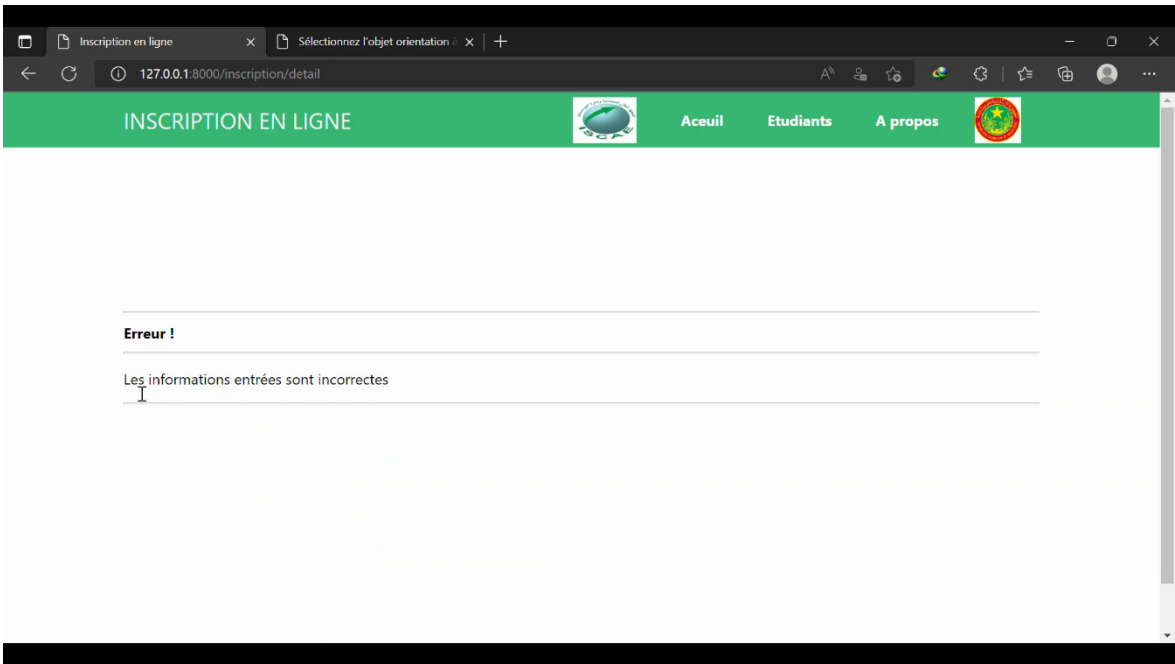 Inscription en ligne
Sélectionnez l'objet orientation à
127.0.0.1:8000/inscription/detail
INSCRIPTION EN LIGNE
ISCAE
Aceuil
Etudiants
A propos
Erreur !
Les informations entrées sont incorrectes